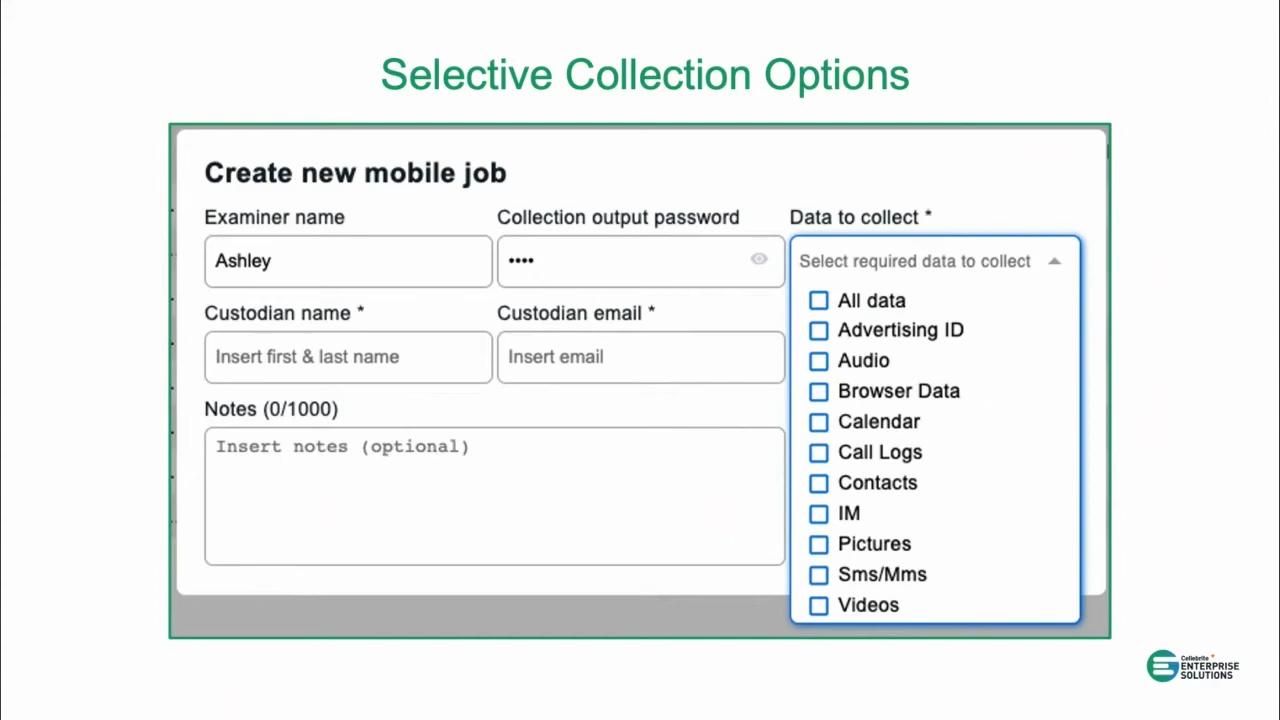 Selective Collection Options
Create new mobile job
Examiner name
Ashley
Collection output password
••••
Data to collect *
Select required data to collect
Custodian name *
Insert first & last name
Custodian email *
Insert email
Notes (0/1000)
Insert notes (optional)
All data
Advertising ID
Audio
Browser Data
Calendar
Call Logs
Contacts
IM
Pictures
Sms/Mms
Videos
Cellebrite
ENTERPRISE
SOLUTIONS